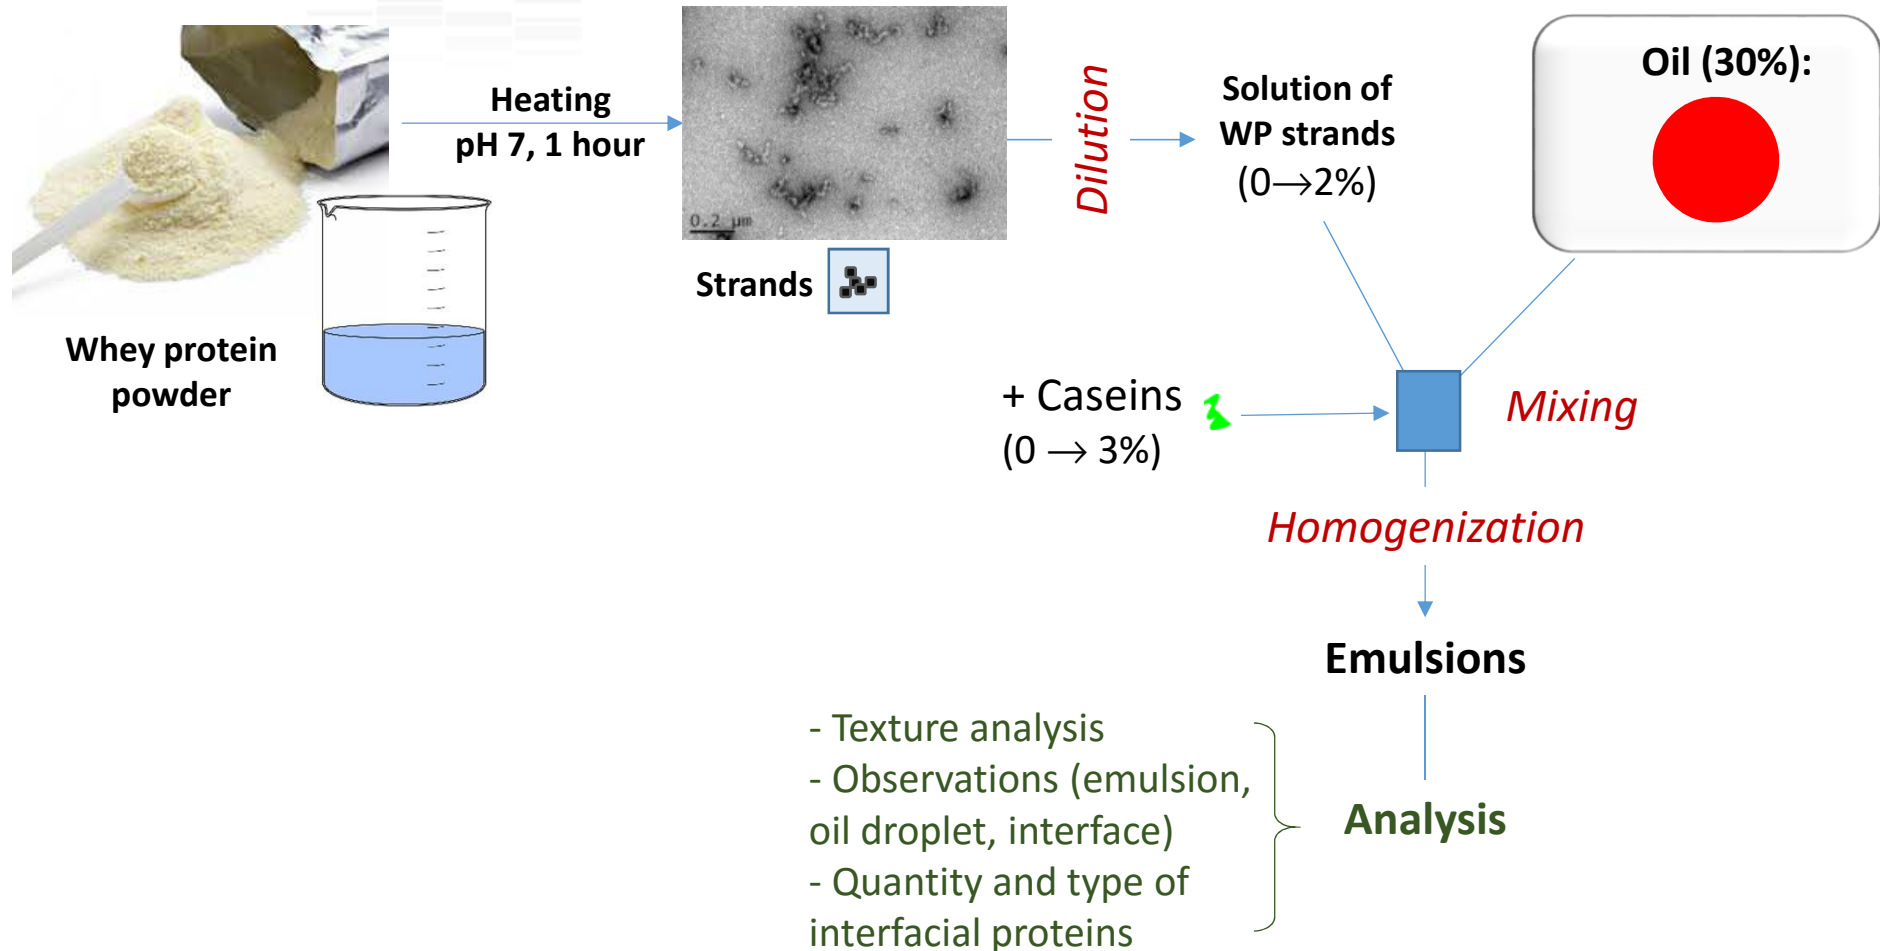 Whey protein
powder
Heating
pH 7, 1 hour
0.2 µm
Strands
Dilution
Solution of
WP strands
(0→2%)
Oil (30%):
+ Caseins
(0 → 3%)
Mixing
Homogenization
Emulsions
Analysis
- Texture analysis
- Observations (emulsion,
oil droplet, interface)
- Quantity and type of
interfacial proteins